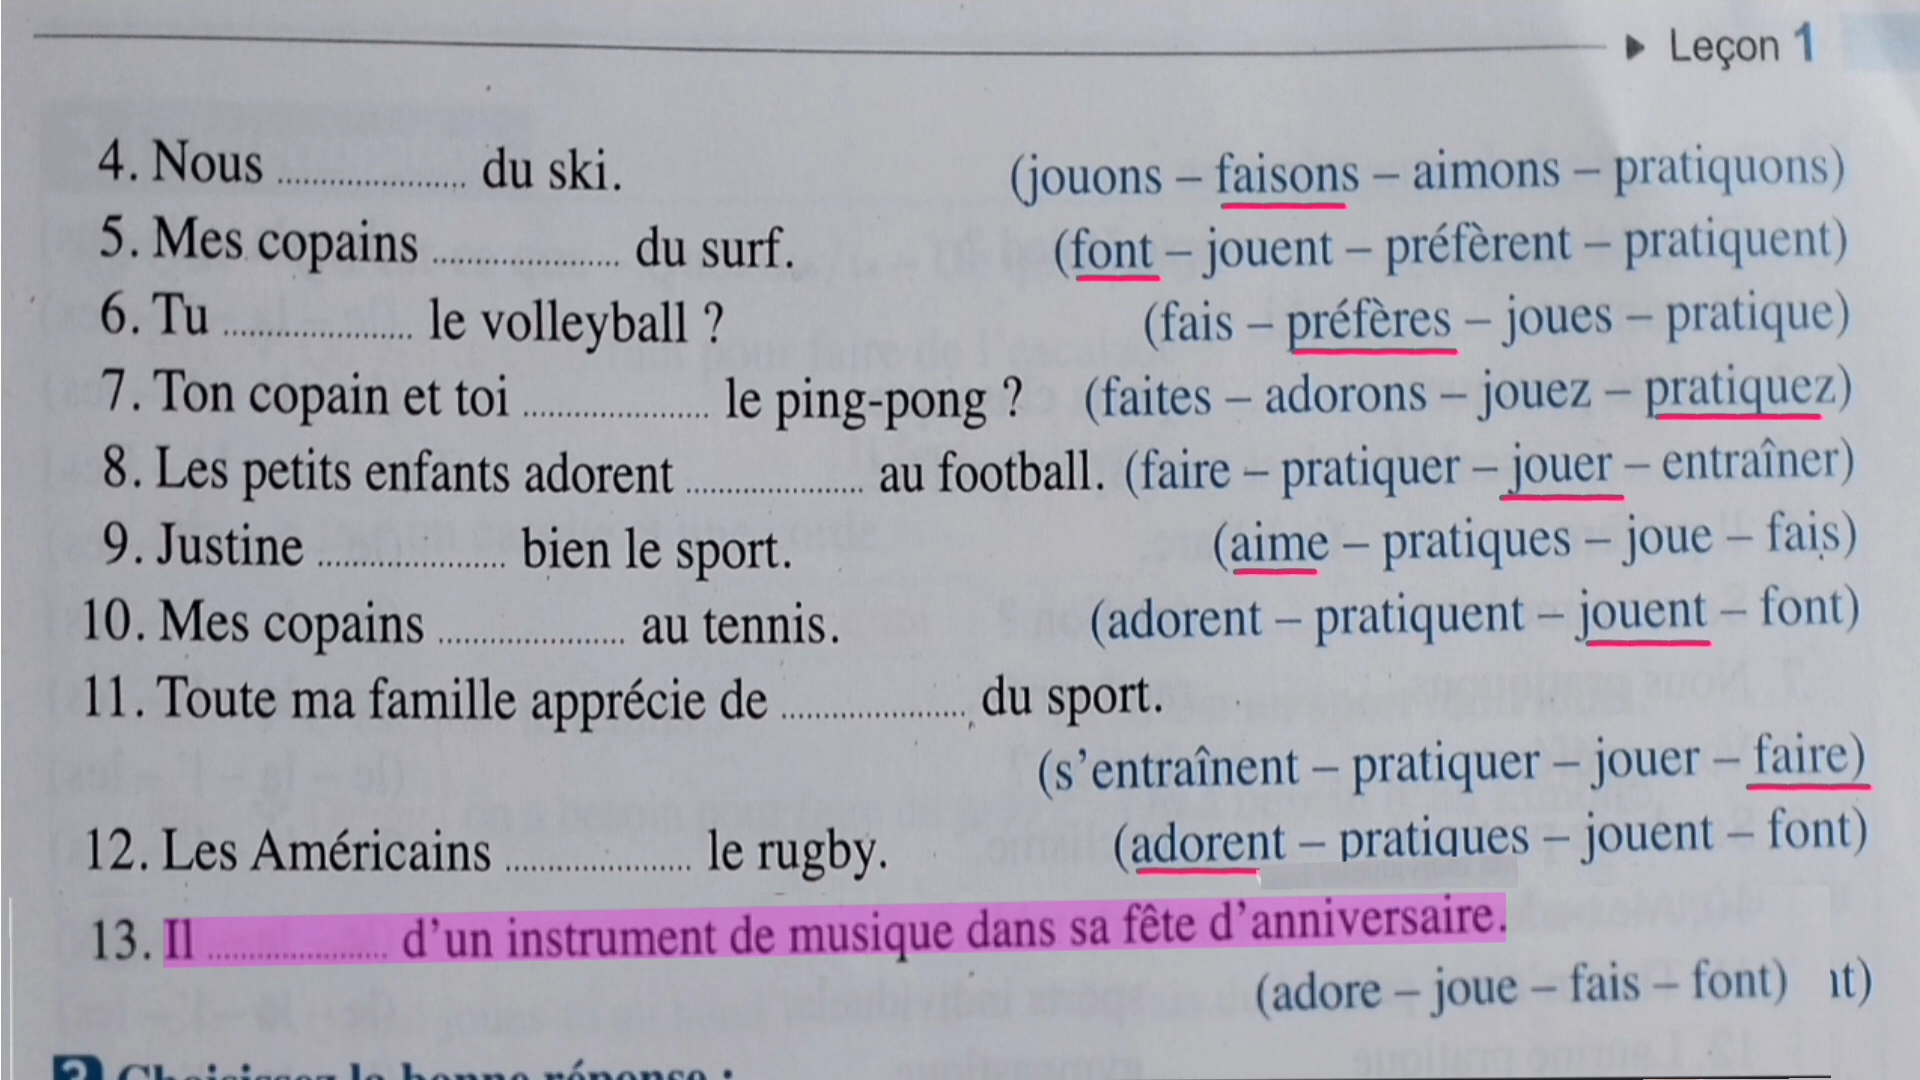 Leçon 1
4. Nous .................... du ski. (jouons – faisons – aimons – pratiquons)
5. Mes copains .................... du surf. (font – jouent – préfèrent – pratiquent)
6. Tu .................... le volleyball ? (fais – préfères – joues – pratique)
7. Ton copain et toi .................... le ping-pong ? (faites – adorons – jouez – pratiquez)
8. Les petits enfants adorent .................... au football. (faire – pratiquer – jouer – entraîner)
9. Justine .................... bien le sport. (aime – pratiques – joue – fais)
10. Mes copains .................... au tennis. (adorent – pratiquent – jouent – font)
11. Toute ma famille apprécie de .................... du sport.
(s'entraînent – pratiquer – jouer – faire)
12. Les Américains .................... le rugby. (adorent – pratiques – jouent – font)
13. Il .................... d'un instrument de musique dans sa fête d'anniversaire.
(adore – joue – fais – font)
Choisissez la bonne réponse :